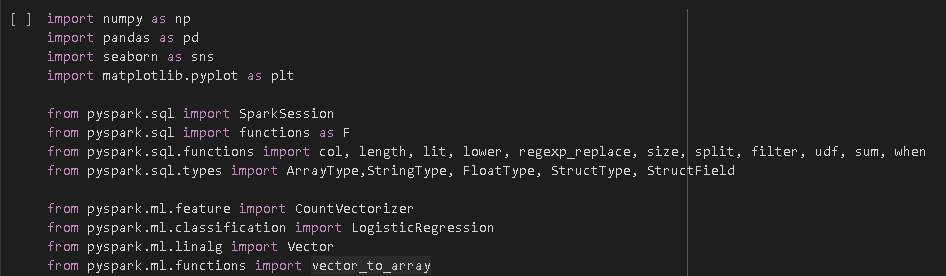 [ ] import numpy as np
import pandas as pd
import seaborn as sns
import matplotlib.pyplot as plt
from pyspark.sql import SparkSession
from pyspark.sql import functions as F
from pyspark.sql.functions import col, length, lit, lower, regexp_replace, size, split, filter, udf, sum, when
from pyspark.sql.types import ArrayType,StringType, FloatType, StructType, StructField
from pyspark.ml.feature import CountVectorizer
from pyspark.ml.classification import LogisticRegression
from pyspark.ml.linalg import Vector
from pyspark.ml.functions import vector_to_array